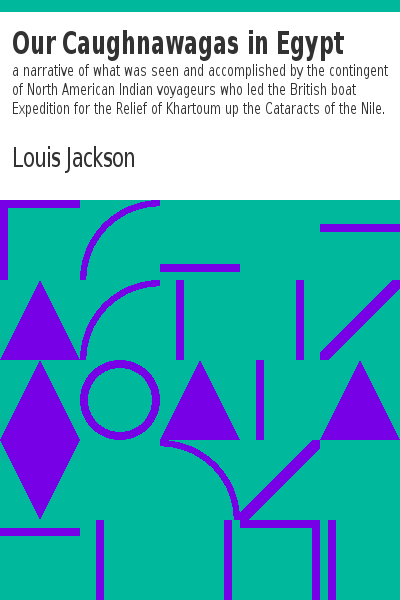 Our Caughnawagas in Egypt
a narrative of what was seen and accomplished by the contingent
of North American Indian voyageurs who led the British boat
Expedition for the Relief of Khartoum up the Cataracts of the Nile.
Louis Jackson